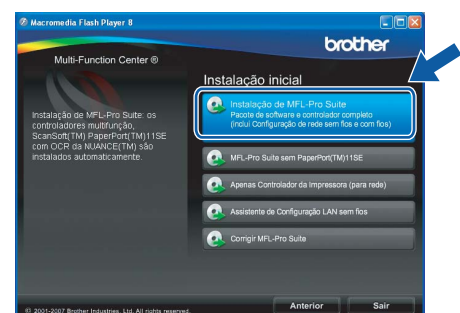 Macromedia Flash Player 8
brother
Multi-Function Center ®
Instalação inicial
Instalação de MFL-Pro Suite: os
controladores multifunção,
ScanSoft(TM) PaperPort(TM)11SE
com OCR da NUANCE(TM) são
instalados automaticamente.
Instalação de MFL-Pro Suite
Pacote de software e controlador completo
(inclui Configuração de rede sem fios e com fios)
MFL-Pro Suite sem PaperPort(TM)11SE
Apenas Controlador da Impressora (para rede)
Assistente de Configuração LAN sem fios
Corrigir MFL-Pro Suite
© 2001-2007 Brother Industries, Ltd. All rights reserved.
Anterior
Sair